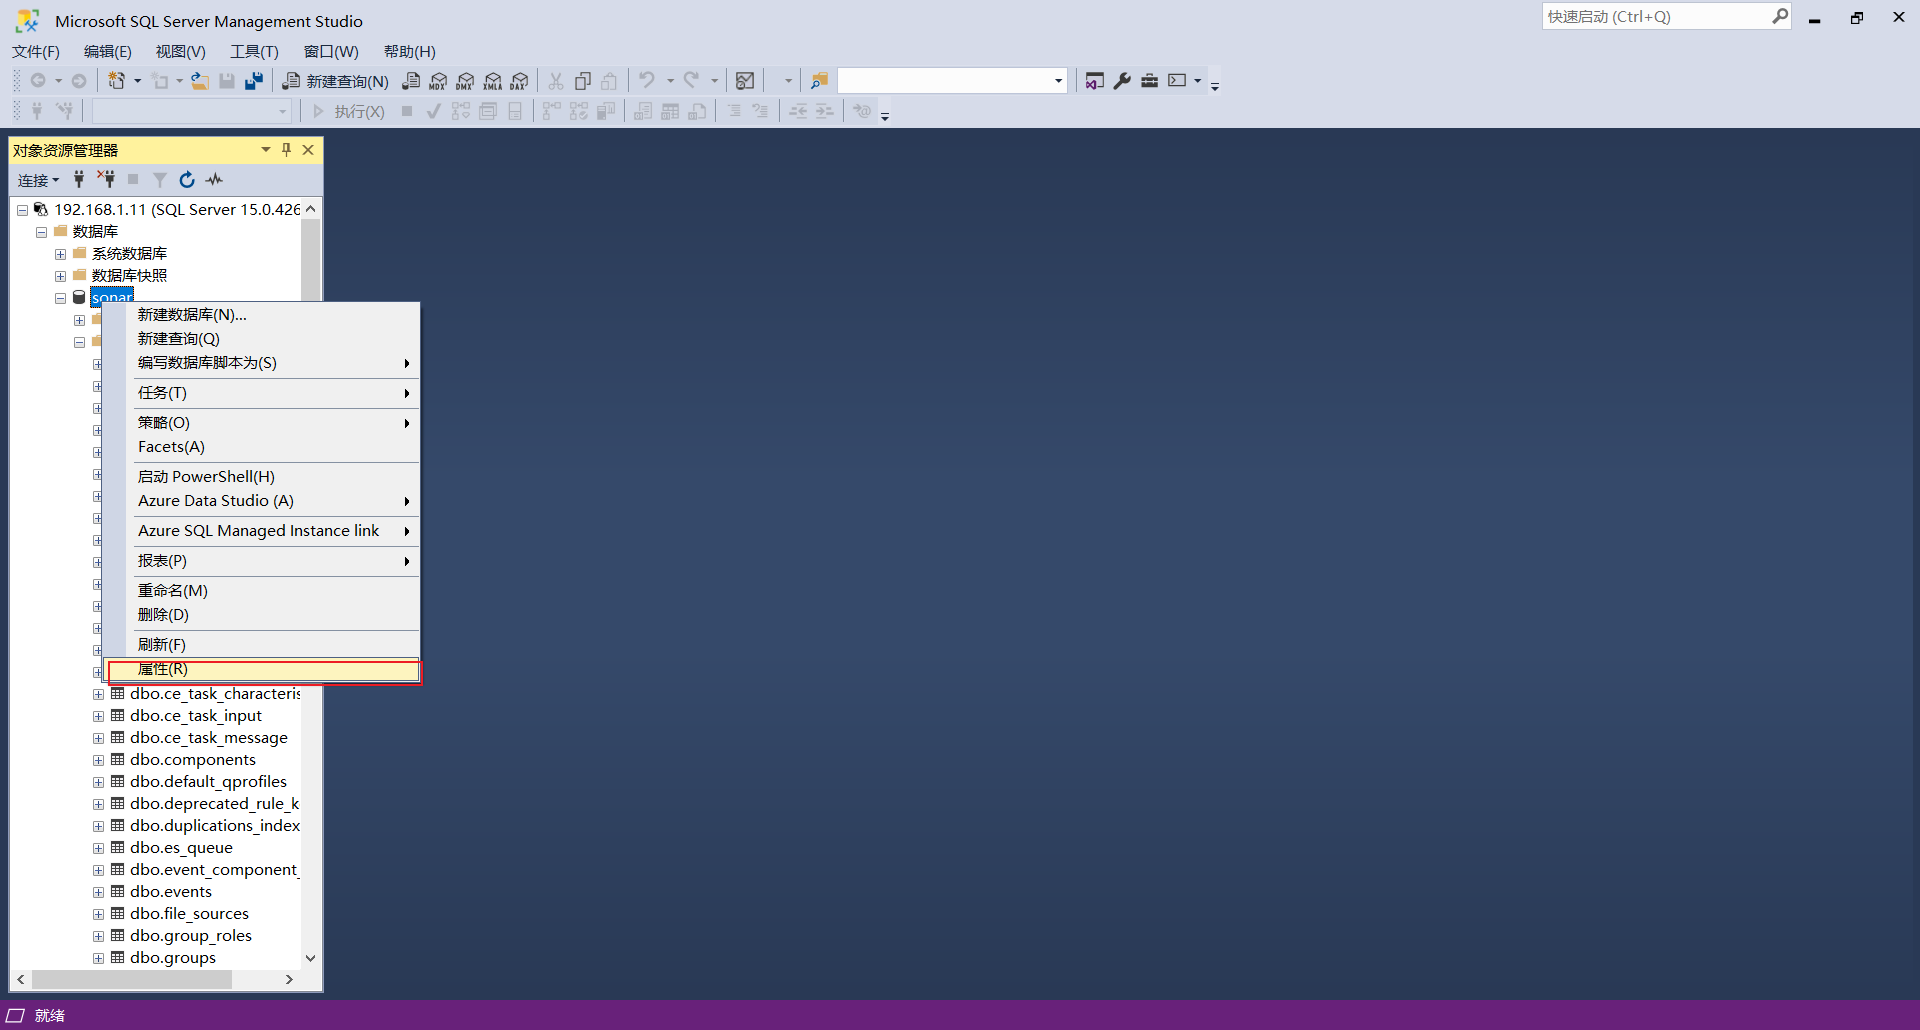 Microsoft SQL Server Management Studio
快速启动 (Ctrl+Q)
文件(F) 编辑(E) 视图(V) 工具(T) 窗口(W) 帮助(H)
新建查询(N) MDX DMX XMLA DAX
执行(X)
对象资源管理器
连接
192.168.1.11 (SQL Server 15.0.426
数据库
系统数据库
数据库快照
sonar
新建数据库(N)...
新建查询(Q)
编写数据库脚本为(S)
任务(T)
策略(O)
Facets(A)
启动 PowerShell(H)
Azure Data Studio (A)
Azure SQL Managed Instance link
报表(P)
重命名(M)
删除(D)
刷新(F)
属性(R)
dbo.ce_task_characteris
dbo.ce_task_input
dbo.ce_task_message
dbo.components
dbo.default_qprofiles
dbo.deprecated_rule_k
dbo.duplications_index
dbo.es_queue
dbo.event_component_
dbo.events
dbo.file_sources
dbo.group_roles
dbo.groups
就绪